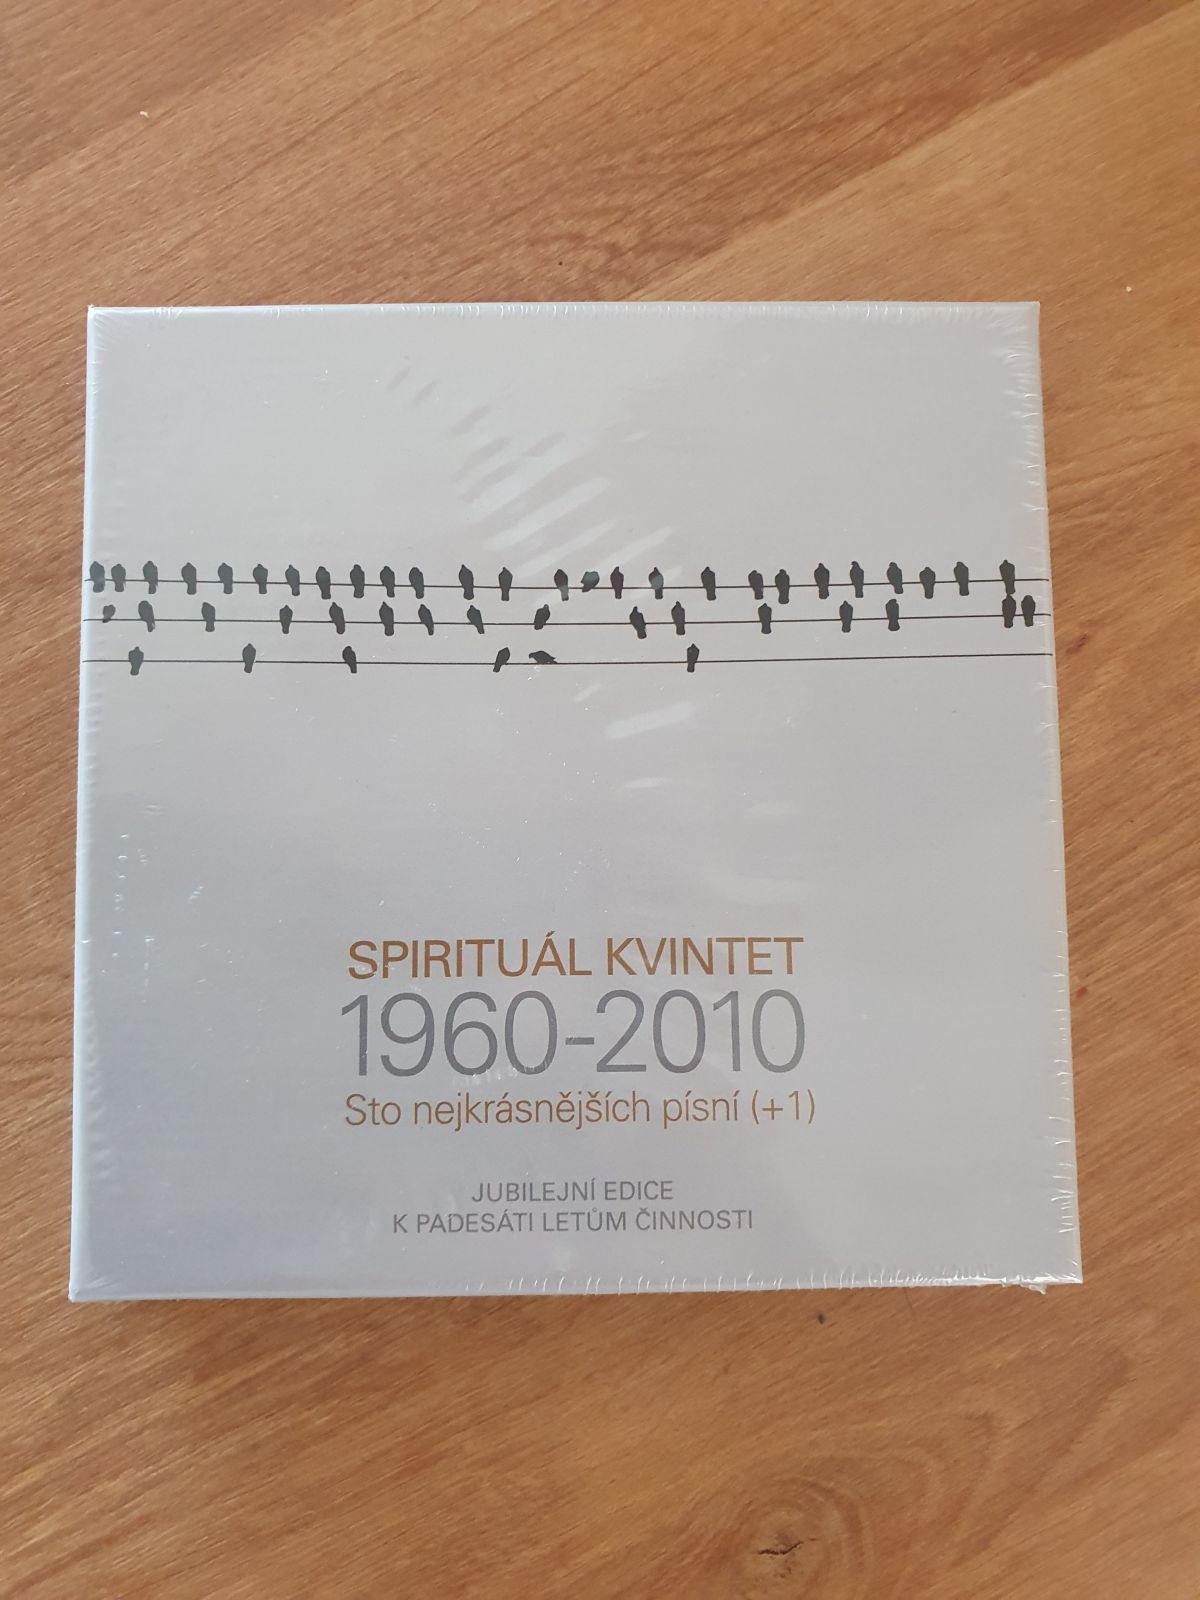 SPIRITUÁL KVINTET
1960-2010
Sto nejkrásnějších písní (+1)
JUBILEJNÍ EDICE
K PADESÁTI LETŮM ČINNOSTI